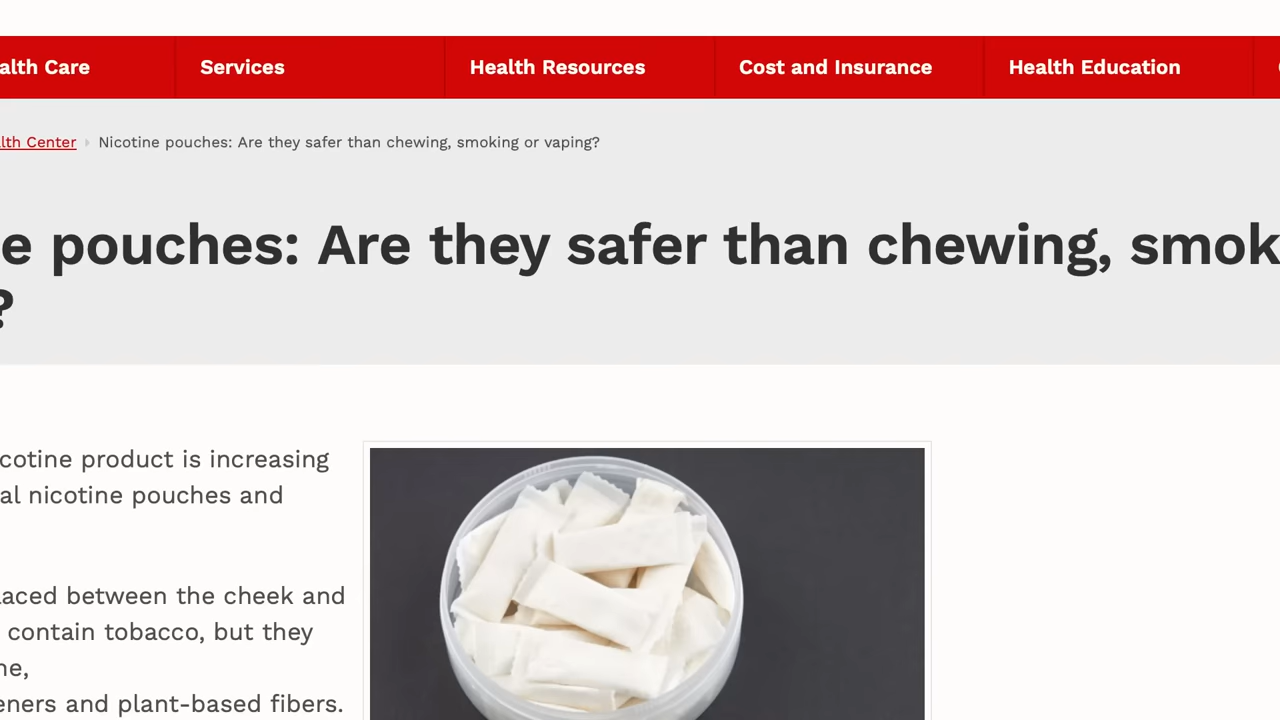 alth Care Services Health Resources Cost and Insurance Health Education
lth Center Nicotine pouches: Are they safer than chewing, smoking or vaping?
e pouches: Are they safer than chewing, smok
?
cotine product is increasing
al nicotine pouches and
laced between the cheek and
contain tobacco, but they
ne,
eners and plant-based fibers.